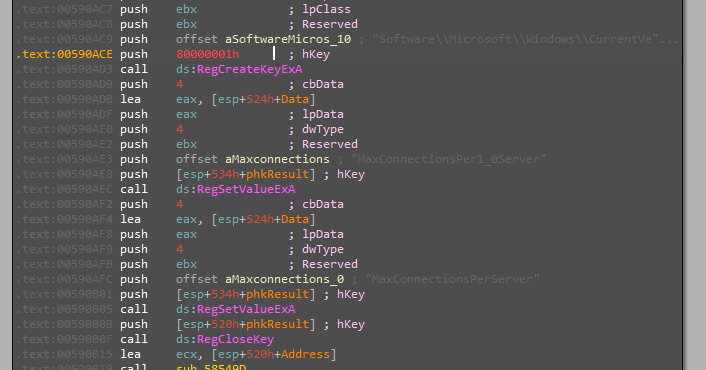 .text:00590AC7 push ebx ; lpClass
.text:00590AC8 push ebx ; Reserved
.text:00590AC9 push offset aSoftwareMicros_10 ; "Software\\Microsoft\\Windows\\CurrentVe"...
.text:00590ACE push 80000001h ; hKey
.text:00590AD3 call ds:RegCreateKeyExA
.text:00590AD9 push 4 ; cbData
.text:00590ADB lea eax, [esp+524h+Data]
.text:00590ADF push eax ; lpData
.text:00590AE0 push 4 ; dwType
.text:00590AE2 push ebx ; Reserved
.text:00590AE3 push offset aMaxconnections ; "MaxConnectionsPer1_0Server"
.text:00590AE8 push [esp+534h+phkResult] ; hKey
.text:00590AEC call ds:RegSetValueExA
.text:00590AF2 push 4 ; cbData
.text:00590AF4 lea eax, [esp+524h+Data]
.text:00590AF8 push eax ; lpData
.text:00590AF9 push 4 ; dwType
.text:00590AFB push ebx ; Reserved
.text:00590AFC push offset aMaxconnections_0 ; "MaxConnectionsPerServer"
.text:00590B01 push [esp+534h+phkResult] ; hKey
.text:00590B05 call ds:RegSetValueExA
.text:00590B0B push [esp+520h+phkResult] ; hKey
.text:00590B0F call ds:RegCloseKey
.text:00590B15 lea ecx, [esp+520h+Address]
.text:00590B19 call sub_58549D